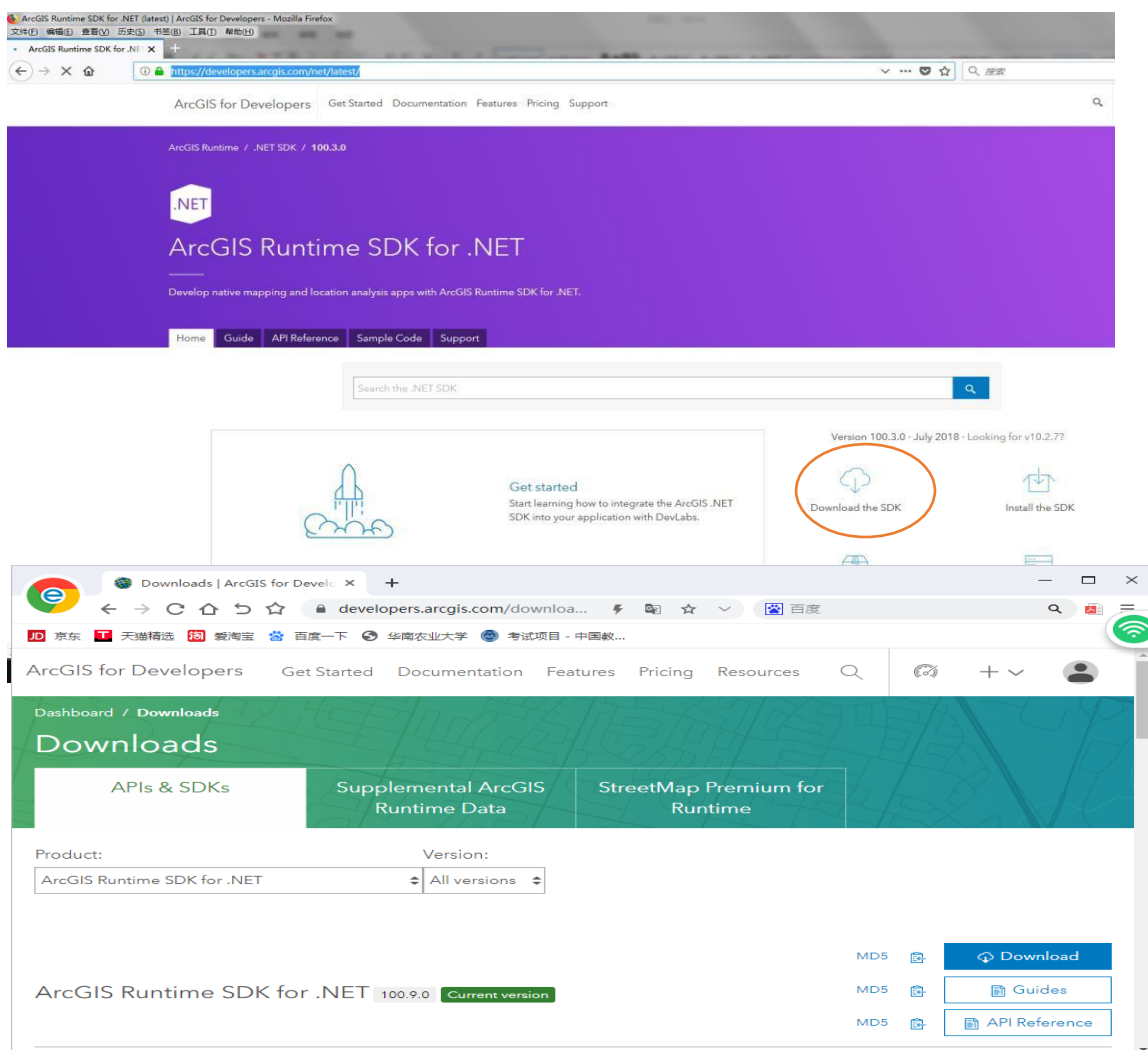 ArcGIS Runtime SDK for .NET (latest) | ArcGIS for Developers - Mozilla Firefox
文件(F) 编辑(E) 查看(V) 历史(S) 书签(B) 工具(T) 帮助(H)
ArcGIS Runtime SDK for .NE
https://developers.arcgis.com/net/latest/
搜索
ArcGIS for Developers Get Started Documentation Features Pricing Support
ArcGIS Runtime / .NET SDK / 100.3.0
.NET
ArcGIS Runtime SDK for .NET
Develop native mapping and location analysis apps with ArcGIS Runtime SDK for .NET.
Home Guide API Reference Sample Code Support
Search the .NET SDK
Version 100.3.0 · July 2018 · Looking for v10.2.7?
Get started
Start learning how to integrate the ArcGIS .NET
SDK into your application with DevLabs.
Download the SDK
Install the SDK
Downloads | ArcGIS for Develo
developers.arcgis.com/downloa...
百度
JD 京东 天猫精选 淘 爱淘宝 百度一下 华南农业大学 考试项目 - 中国教...
ArcGIS for Developers Get Started Documentation Features Pricing Resources
Dashboard / Downloads
Downloads
APIs & SDKs
Supplemental ArcGIS
Runtime Data
StreetMap Premium for
Runtime
Product: Version:
ArcGIS Runtime SDK for .NET All versions
MD5 Download
ArcGIS Runtime SDK for .NET 100.9.0 Current version
MD5 Guides
MD5 API Reference